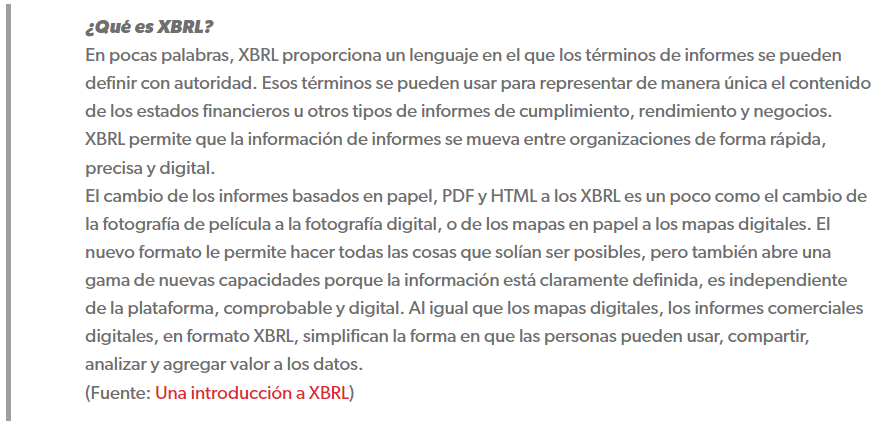 ¿Qué es XBRL?
En pocas palabras, XBRL proporciona un lenguaje en el que los términos de informes se pueden
definir con autoridad. Esos términos se pueden usar para representar de manera única el contenido
de los estados financieros u otros tipos de informes de cumplimiento, rendimiento y negocios.
XBRL permite que la información de informes se mueva entre organizaciones de forma rápida,
precisa y digital.
El cambio de los informes basados en papel, PDF y HTML a los XBRL es un poco como el cambio de
la fotografía de película a la fotografía digital, o de los mapas en papel a los mapas digitales. El
nuevo formato le permite hacer todas las cosas que solían ser posibles, pero también abre una
gama de nuevas capacidades porque la información está claramente definida, es independiente
de la plataforma, comprobable y digital. Al igual que los mapas digitales, los informes comerciales
digitales, en formato XBRL, simplifican la forma en que las personas pueden usar, compartir,
analizar y agregar valor a los datos.
(Fuente: Una introducción a XBRL)